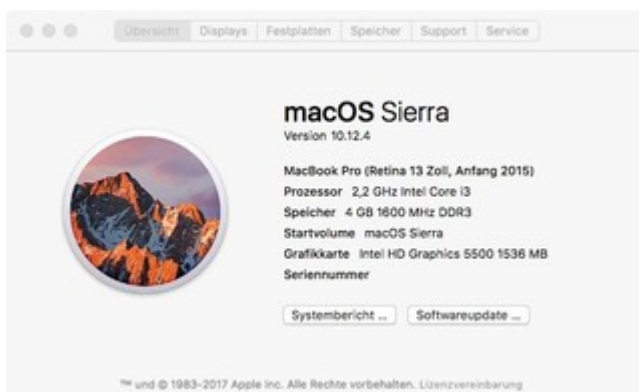 Übersicht Displays Festplatten Speicher Support Service
macOS Sierra
Version 10.12.4
MacBook Pro (Retina 13 Zoll, Anfang 2015)
Prozessor 2,2 GHz Intel Core i3
Speicher 4 GB 1600 MHz DDR3
Startvolume macOS Sierra
Grafikkarte Intel HD Graphics 5500 1536 MB
Seriennummer
Systembericht ... Softwareupdate ...
™ und © 1983-2017 Apple Inc. Alle Rechte vorbehalten. Lizenzvereinbarung